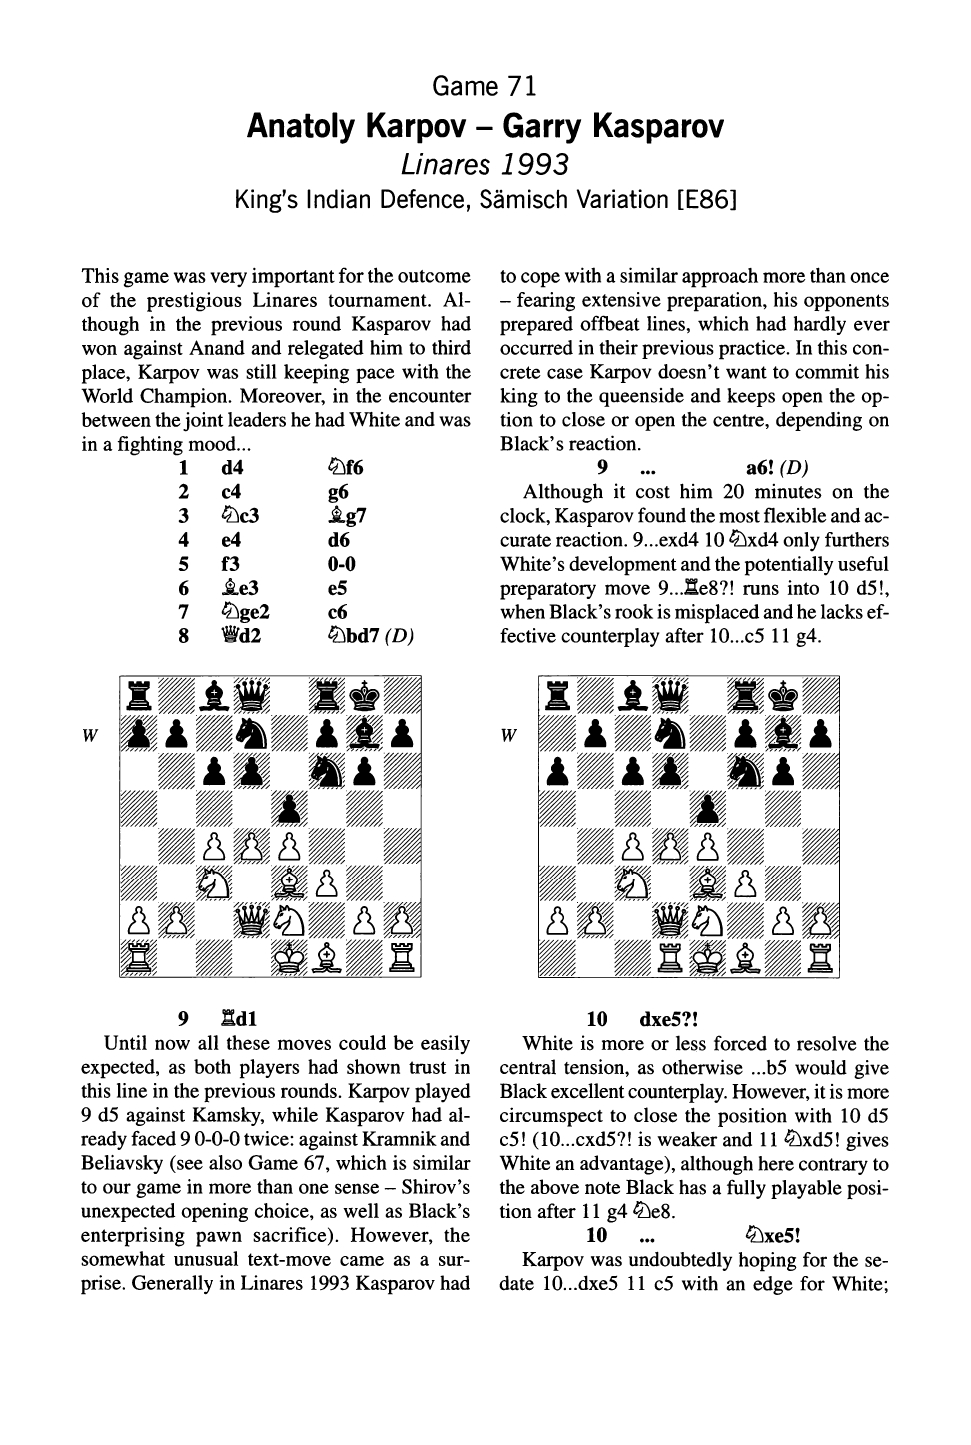 Game 71
Anatoly Karpov – Garry Kasparov
Linares 1993
King's Indian Defence, Sämisch Variation [E86]
This game was very important for the outcome
of the prestigious Linares tournament. Al-
though in the previous round Kasparov had
won against Anand and relegated him to third
place, Karpov was still keeping pace with the
World Champion. Moreover, in the encounter
between the joint leaders he had White and was
in a fighting mood...
1 d4 ♘f6
2 c4 g6
3 ♘c3 ♗g7
4 e4 d6
5 f3 0-0
6 ♗e3 e5
7 ♘ge2 c6
8 ♕d2 ♘bd7 (D)
W
9 ♖d1
Until now all these moves could be easily
expected, as both players had shown trust in
this line in the previous rounds. Karpov played
9 d5 against Kamsky, while Kasparov had al-
ready faced 9 0-0-0 twice: against Kramnik and
Beliavsky (see also Game 67, which is similar
to our game in more than one sense – Shirov's
unexpected opening choice, as well as Black's
enterprising pawn sacrifice). However, the
somewhat unusual text-move came as a sur-
prise. Generally in Linares 1993 Kasparov had
to cope with a similar approach more than once
– fearing extensive preparation, his opponents
prepared offbeat lines, which had hardly ever
occurred in their previous practice. In this con-
crete case Karpov doesn't want to commit his
king to the queenside and keeps open the op-
tion to close or open the centre, depending on
Black's reaction.
9 ... a6! (D)
Although it cost him 20 minutes on the
clock, Kasparov found the most flexible and ac-
curate reaction. 9...exd4 10 ♘xd4 only furthers
White's development and the potentially useful
preparatory move 9...♖e8?! runs into 10 d5!,
when Black's rook is misplaced and he lacks ef-
fective counterplay after 10...c5 11 g4.
W
10 dxe5?!
White is more or less forced to resolve the
central tension, as otherwise ...b5 would give
Black excellent counterplay. However, it is more
circumspect to close the position with 10 d5
c5! (10...cxd5?! is weaker and 11 ♘xd5! gives
White an advantage), although here contrary to
the above note Black has a fully playable posi-
tion after 11 g4 ♘e8.
10 ... ♘xe5!
Karpov was undoubtedly hoping for the se-
date 10...dxe5 11 c5 with an edge for White;